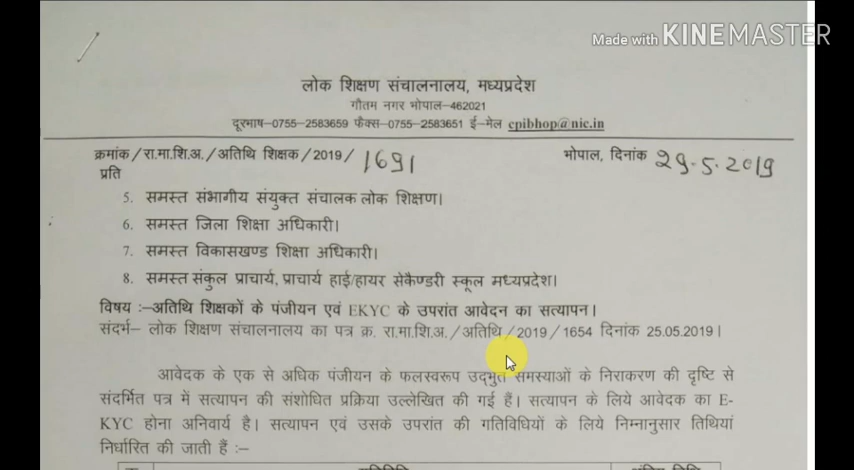 Made with KINEMASTER
लोक शिक्षण संचालनालय, मध्यप्रदेश
गौतम नगर भोपाल–462021
दूरभाष–0755–2583659 फैक्स–0755–2583651 ई–मेल cpibhop@nic.in
क्रमांक/रा.मा.शि.अ./अतिथि शिक्षक/2019/ 1691 भोपाल, दिनांक 29.5.2019
प्रति
5. समस्त संभागीय संयुक्त संचालक लोक शिक्षण।
6. समस्त जिला शिक्षा अधिकारी।
7. समस्त विकासखण्ड शिक्षा अधिकारी।
8. समस्त संकुल प्राचार्य, प्राचार्य हाई/हायर सेकेण्डरी स्कूल मध्यप्रदेश।
विषय :–अतिथि शिक्षकों के पंजीयन एवं EKYC के उपरांत आवेदन का सत्यापन।
संदर्भ– लोक शिक्षण संचालनालय का पत्र क्र. रा.मा.शि.अ./अतिथि/2019/1654 दिनांक 25.05.2019।
आवेदक के एक से अधिक पंजीयन के फलस्वरूप उद्भुत समस्याओं के निराकरण की दृष्टि से
संदर्भित पत्र में सत्यापन की संशोधित प्रक्रिया उल्लेखित की गई हैं। सत्यापन के लिये आवेदक का E-
KYC होना अनिवार्य है। सत्यापन एवं उसके उपरांत की गतिविधियों के लिये निम्नानुसार तिथियां
निर्धारित की जाती हैं :–